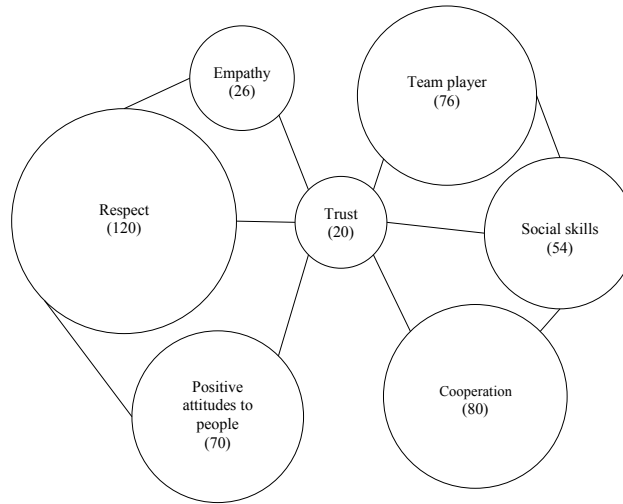 Empathy
(26)
Team player
(76)
Respect
(120)
Trust
(20)
Social skills
(54)
Positive
attitudes to
people
(70)
Cooperation
(80)